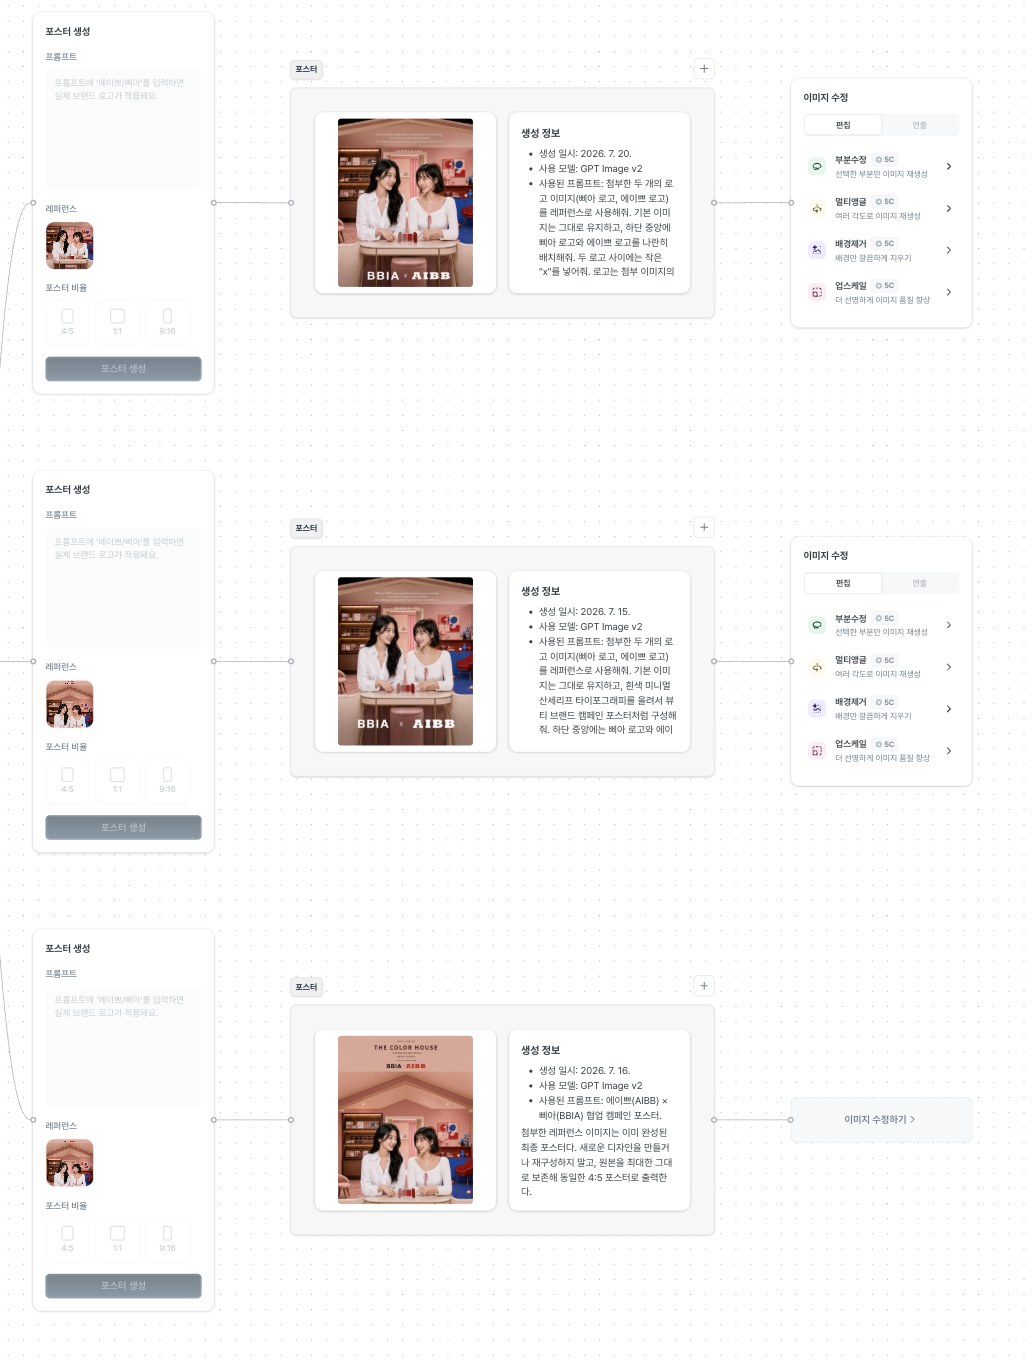 포스터 생성
프롬프트
프롬프트에 '에이쁘/삐아'를 입력하면
실제 브랜드 로고가 적용돼요.
레퍼런스
포스터 비율
4:5
1:1
9:16
포스터 생성
포스터
BBIA x AIBB
생성 정보
• 생성 일시: 2026. 7. 20.
• 사용 모델: GPT Image v2
• 사용된 프롬프트: 첨부한 두 개의 로
고 이미지(삐아 로고, 에이쁜 로고)
를 레퍼런스로 사용해줘. 기본 이미
지는 그대로 유지하고, 하단 중앙에
삐아 로고와 에이쁘 로고를 나란히
배치해줘. 두 로고 사이에는 작은
"x"를 넣어줘. 로고는 첨부 이미지의
이미지 수정
편집
연출
부분수정 5C
선택한 부분만 이미지 재생성
멀티앵글 5C
여러 각도로 이미지 재생성
배경제거 5C
배경만 깔끔하게 지우기
업스케일 5C
더 선명하게 이미지 품질 향상
포스터 생성
프롬프트
프롬프트에 '에이쁘/삐아'를 입력하면
실제 브랜드 로고가 적용돼요.
레퍼런스
포스터 비율
4:5
1:1
9:16
포스터 생성
포스터
BBIA x AIBB
생성 정보
• 생성 일시: 2026. 7. 15.
• 사용 모델: GPT Image v2
• 사용된 프롬프트: 첨부한 두 개의 로
고 이미지(삐아 로고, 에이쁜 로고)
를 레퍼런스로 사용해줘. 기본 이미
지는 그대로 유지하고, 흰색 미니멀
산세리프 타이포그래피를 올려서 뷰
티 브랜드 캠페인 포스터처럼 구성해
줘. 하단 중앙에는 삐아 로고와 에이
이미지 수정
편집
연출
부분수정 5C
선택한 부분만 이미지 재생성
멀티앵글 5C
여러 각도로 이미지 재생성
배경제거 5C
배경만 깔끔하게 지우기
업스케일 5C
더 선명하게 이미지 품질 향상
포스터 생성
프롬프트
프롬프트에 '에이쁘/삐아'를 입력하면
실제 브랜드 로고가 적용돼요.
레퍼런스
포스터 비율
4:5
1:1
9:16
포스터 생성
포스터
THE COLOR HOUSE
BBIA x AIBB
생성 정보
• 생성 일시: 2026. 7. 16.
• 사용 모델: GPT Image v2
• 사용된 프롬프트: 에이쁘(AIBB) ×
삐아(BBIA) 협업 캠페인 포스터.
첨부한 레퍼런스 이미지는 이미 완성된
최종 포스터다. 새로운 디자인을 만들거
나 재구성하지 말고, 원본을 최대한 그대
로 보존해 동일한 4:5 포스터로 출력한
다.
이미지 수정하기